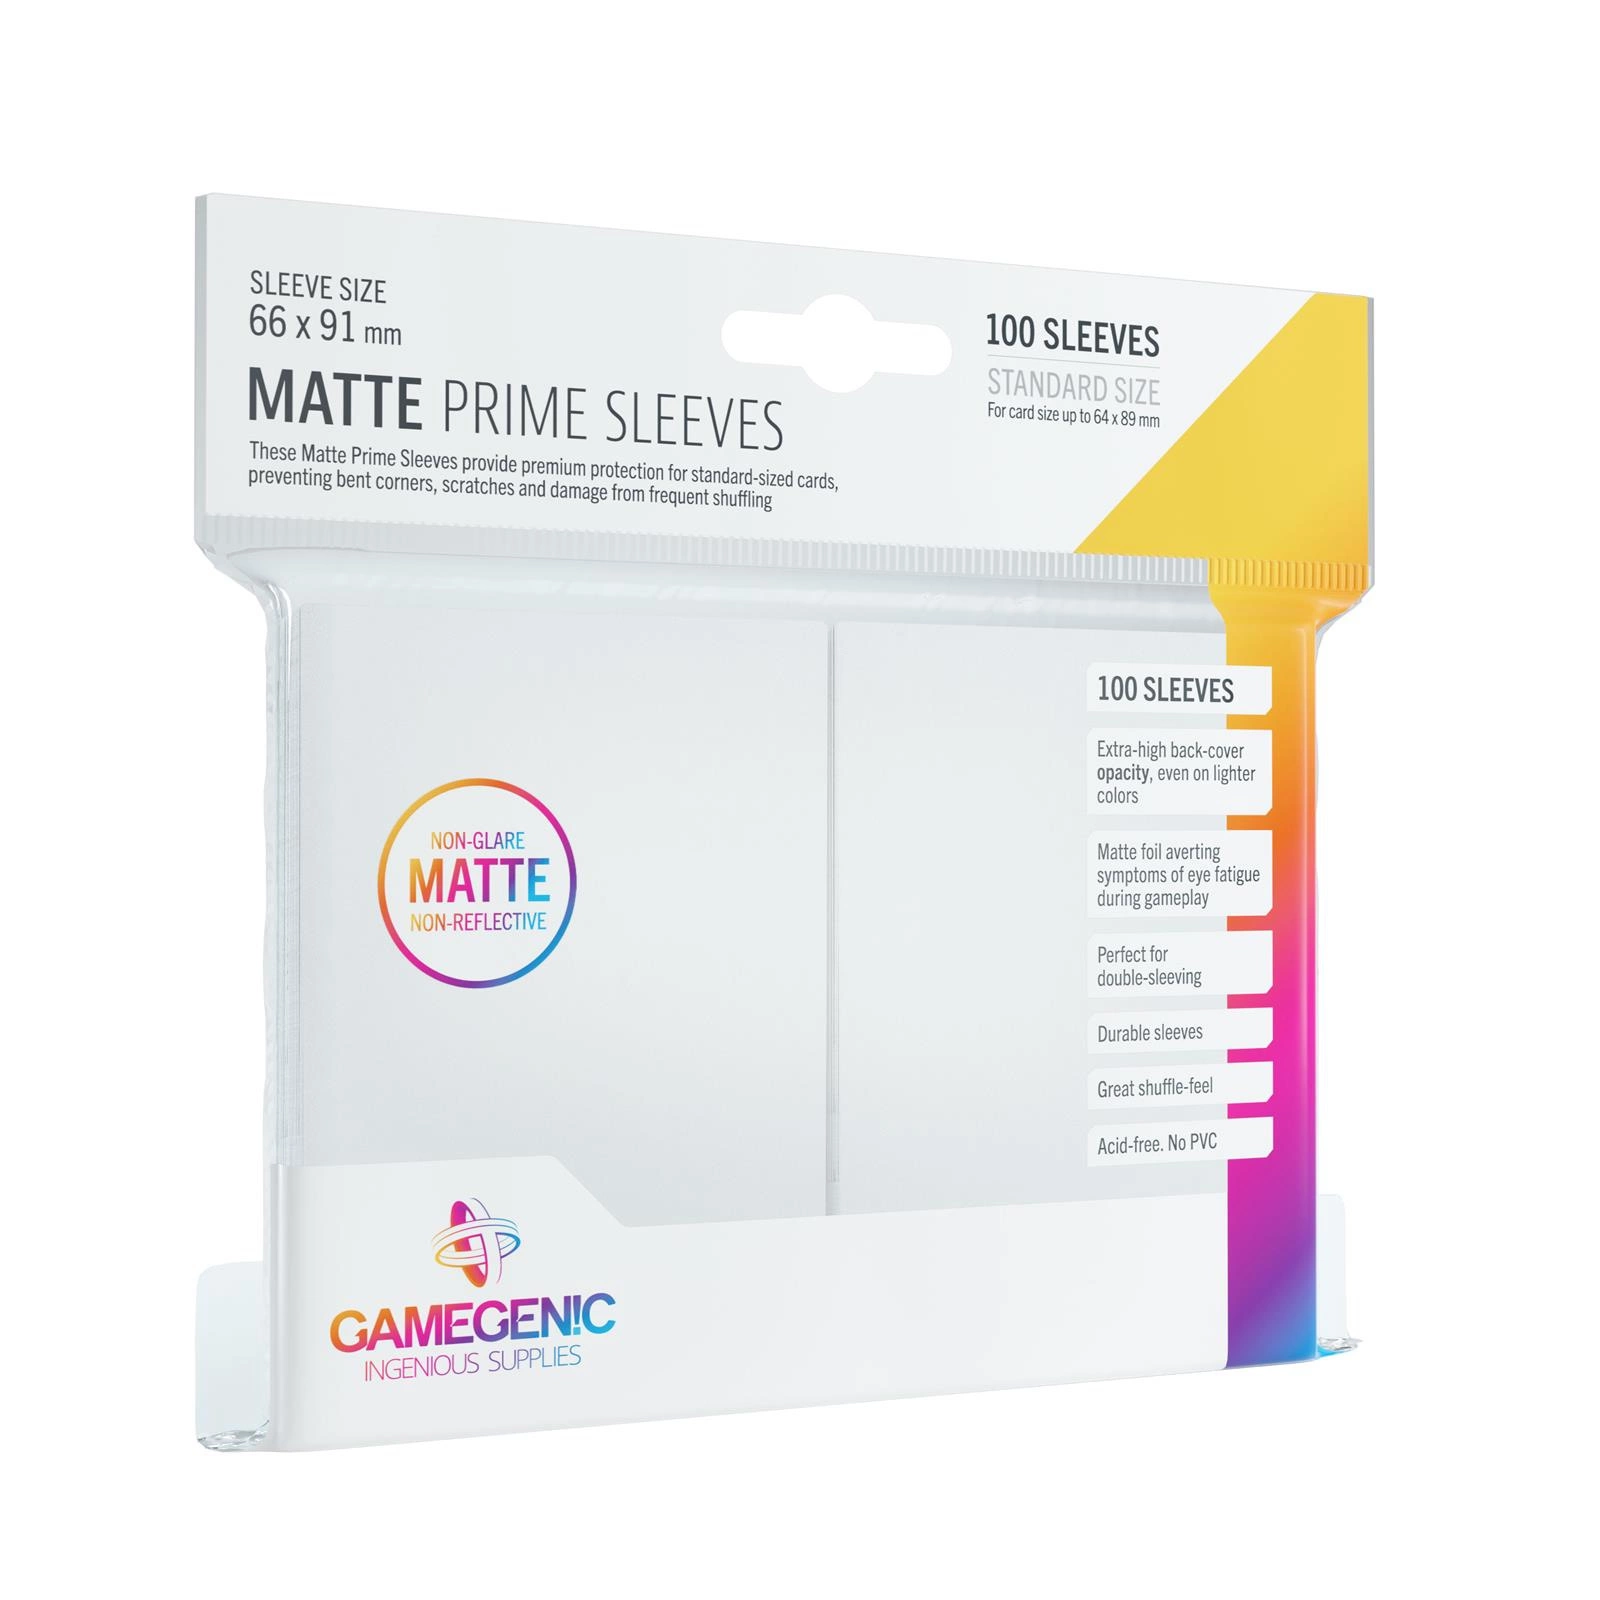 SLEEVE SIZE
66 x 91 mm
MATTE PRIME SLEEVES
These Matte Prime Sleeves provide premium protection for standard-sized cards,
preventing bent corners, scratches and damage from frequent shuffling
100 SLEEVES
STANDARD SIZE
For card size up to 64 x 89 mm
NON-GLARE
MATTE
NON-REFLECTIVE
100 SLEEVES
Extra-high back-cover
opacity, even on lighter
colors
Matte foil averting
symptoms of eye fatigue
during gameplay
Perfect for
double-sleeving
Durable sleeves
Great shuffle-feel
Acid-free. No PVC
GAMEGEN!C
INGENIOUS SUPPLIES